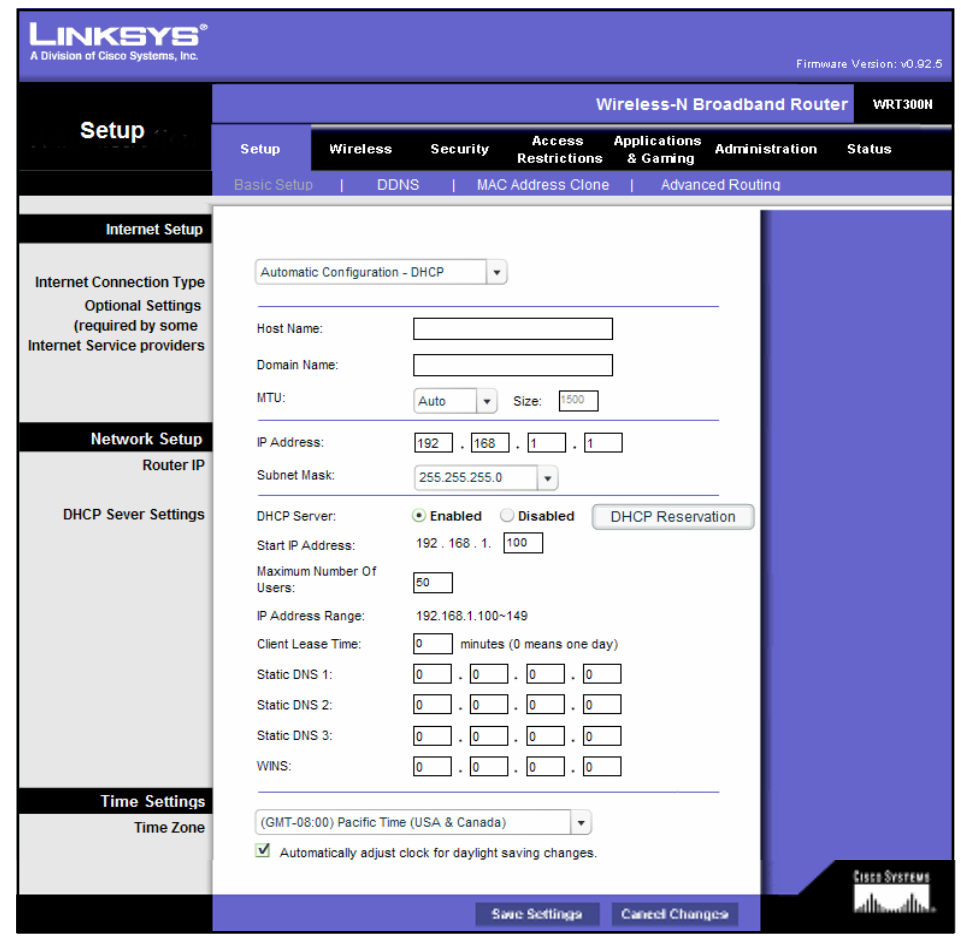 LINKSYS®
A Division of Cisco Systems, Inc.
Firmware Version: v0.92.5
Wireless-N Broadband Router WRT300N
Setup
Setup Wireless Security Access Restrictions Applications & Gaming Administration Status
Basic Setup | DDNS | MAC Address Clone | Advanced Routing
Internet Setup
Internet Connection Type
Automatic Configuration - DHCP
Optional Settings
(required by some
Internet Service providers
Host Name:
Domain Name:
MTU: Auto Size: 1500
Network Setup
Router IP
IP Address: 192 . 168 . 1 . 1
Subnet Mask: 255.255.255.0
DHCP Sever Settings
DHCP Server: Enabled Disabled DHCP Reservation
Start IP Address: 192 . 168 . 1. 100
Maximum Number Of
Users: 50
IP Address Range: 192.168.1.100~149
Client Lease Time: 0 minutes (0 means one day)
Static DNS 1: 0 . 0 . 0 . 0
Static DNS 2: 0 . 0 . 0 . 0
Static DNS 3: 0 . 0 . 0 . 0
WINS: 0 . 0 . 0 . 0
Time Settings
Time Zone
(GMT-08:00) Pacific Time (USA & Canada)
Automatically adjust clock for daylight saving changes.
Save Settings Cancel Changes
CISCO SYSTEMS